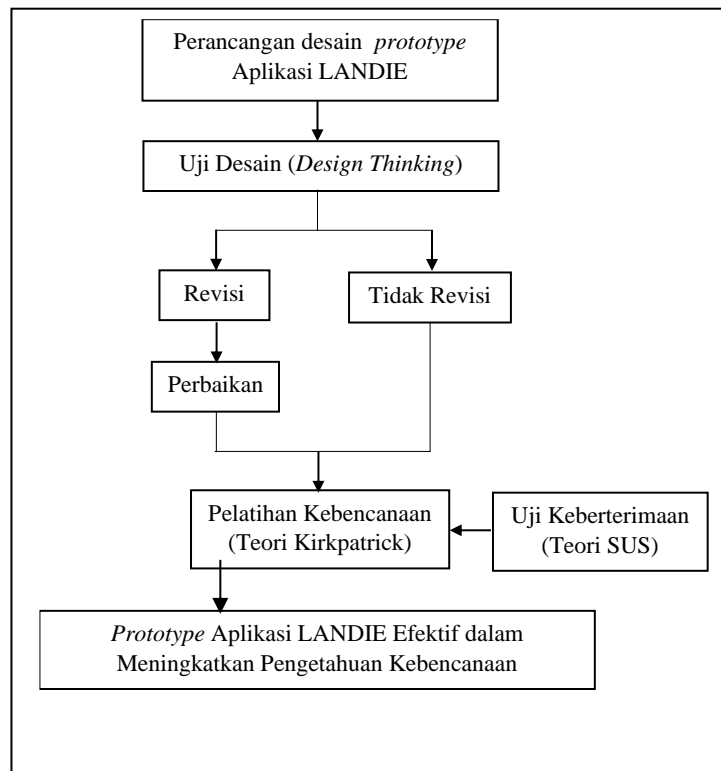 Perancangan desain prototype
Aplikasi LANDIE
Uji Desain (Design Thinking)
Revisi
Tidak Revisi
Perbaikan
Pelatihan Kebencanaan
(Teori Kirkpatrick)
Uji Keberterimaan
(Teori SUS)
Prototype Aplikasi LANDIE Efektif dalam
Meningkatkan Pengetahuan Kebencanaan